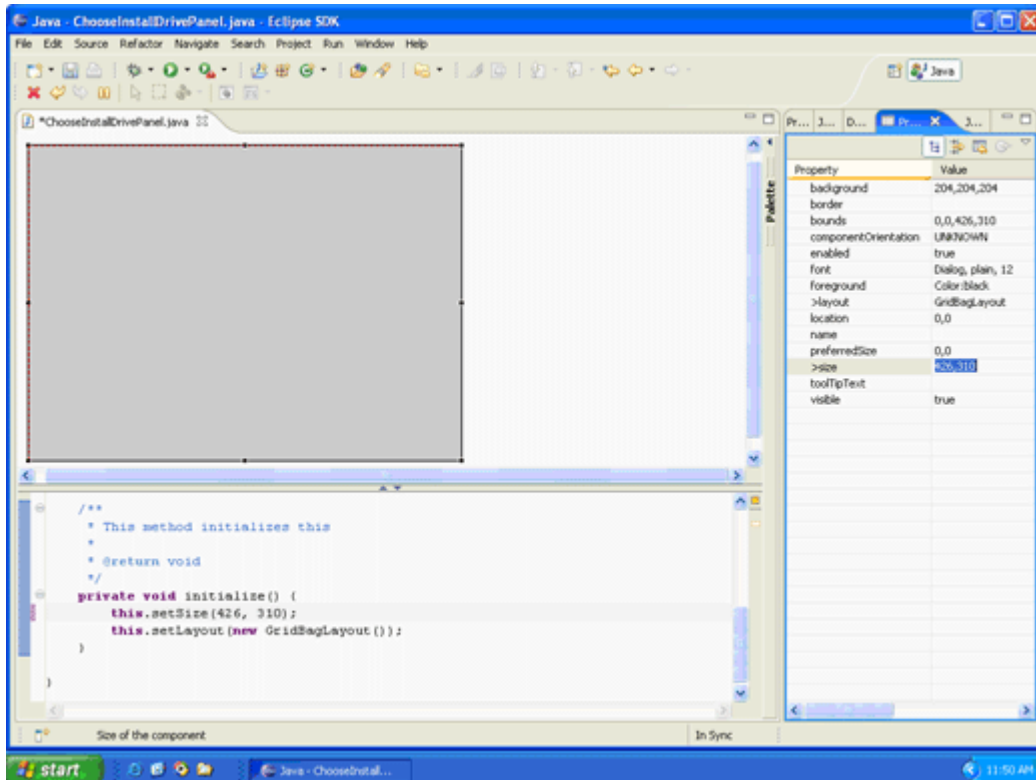 Java - ChooseInstallDrivePanel.java - Eclipse SDK
File Edit Source Refactor Navigate Search Project Run Window Help
Java
*ChooseInstallDrivePanel.java
Pr... J... D... Pr... J...
Palette
Property Value
background 204,204,204
border
bounds 0,0,426,310
componentOrientation UNKNOWN
enabled true
font Dialog, plain, 12
foreground Color:black
>layout GridBagLayout
location 0,0
name
preferredSize 0,0
>size 426,310
toolTipText
visible true
/**
* This method initializes this
*
* @return void
*/
private void initialize() {
this.setSize(426, 310);
this.setLayout(new GridBagLayout());
}
}
Size of the component In Sync
start Java - ChooseInstall... 11:50 AM